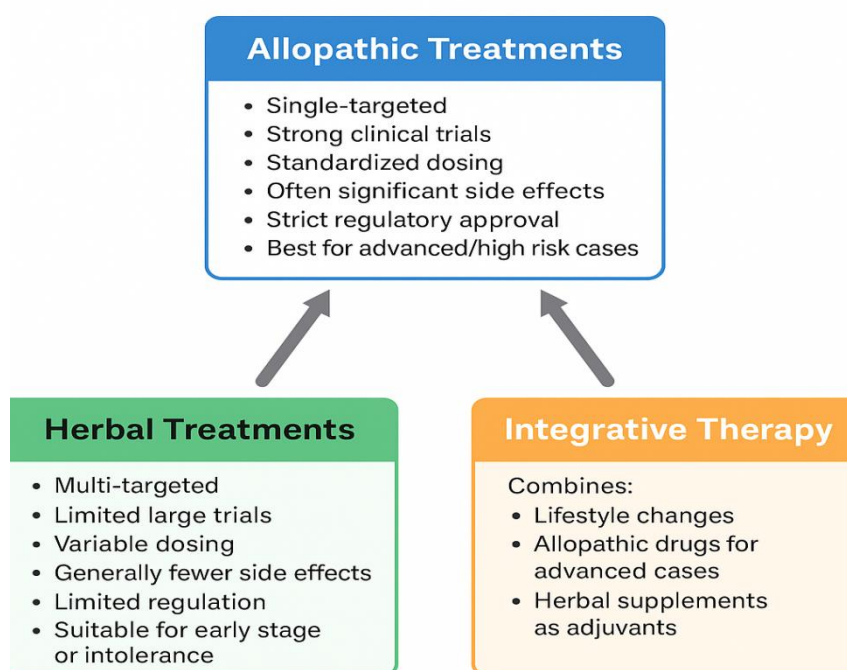 Allopathic Treatments
• Single-targeted
• Strong clinical trials
• Standardized dosing
• Often significant side effects
• Strict regulatory approval
• Best for advanced/high risk cases
Herbal Treatments
• Multi-targeted
• Limited large trials
• Variable dosing
• Generally fewer side effects
• Limited regulation
• Suitable for early stage
or intolerance
Integrative Therapy
Combines:
• Lifestyle changes
• Allopathic drugs for
advanced cases
• Herbal supplements
as adjuvants